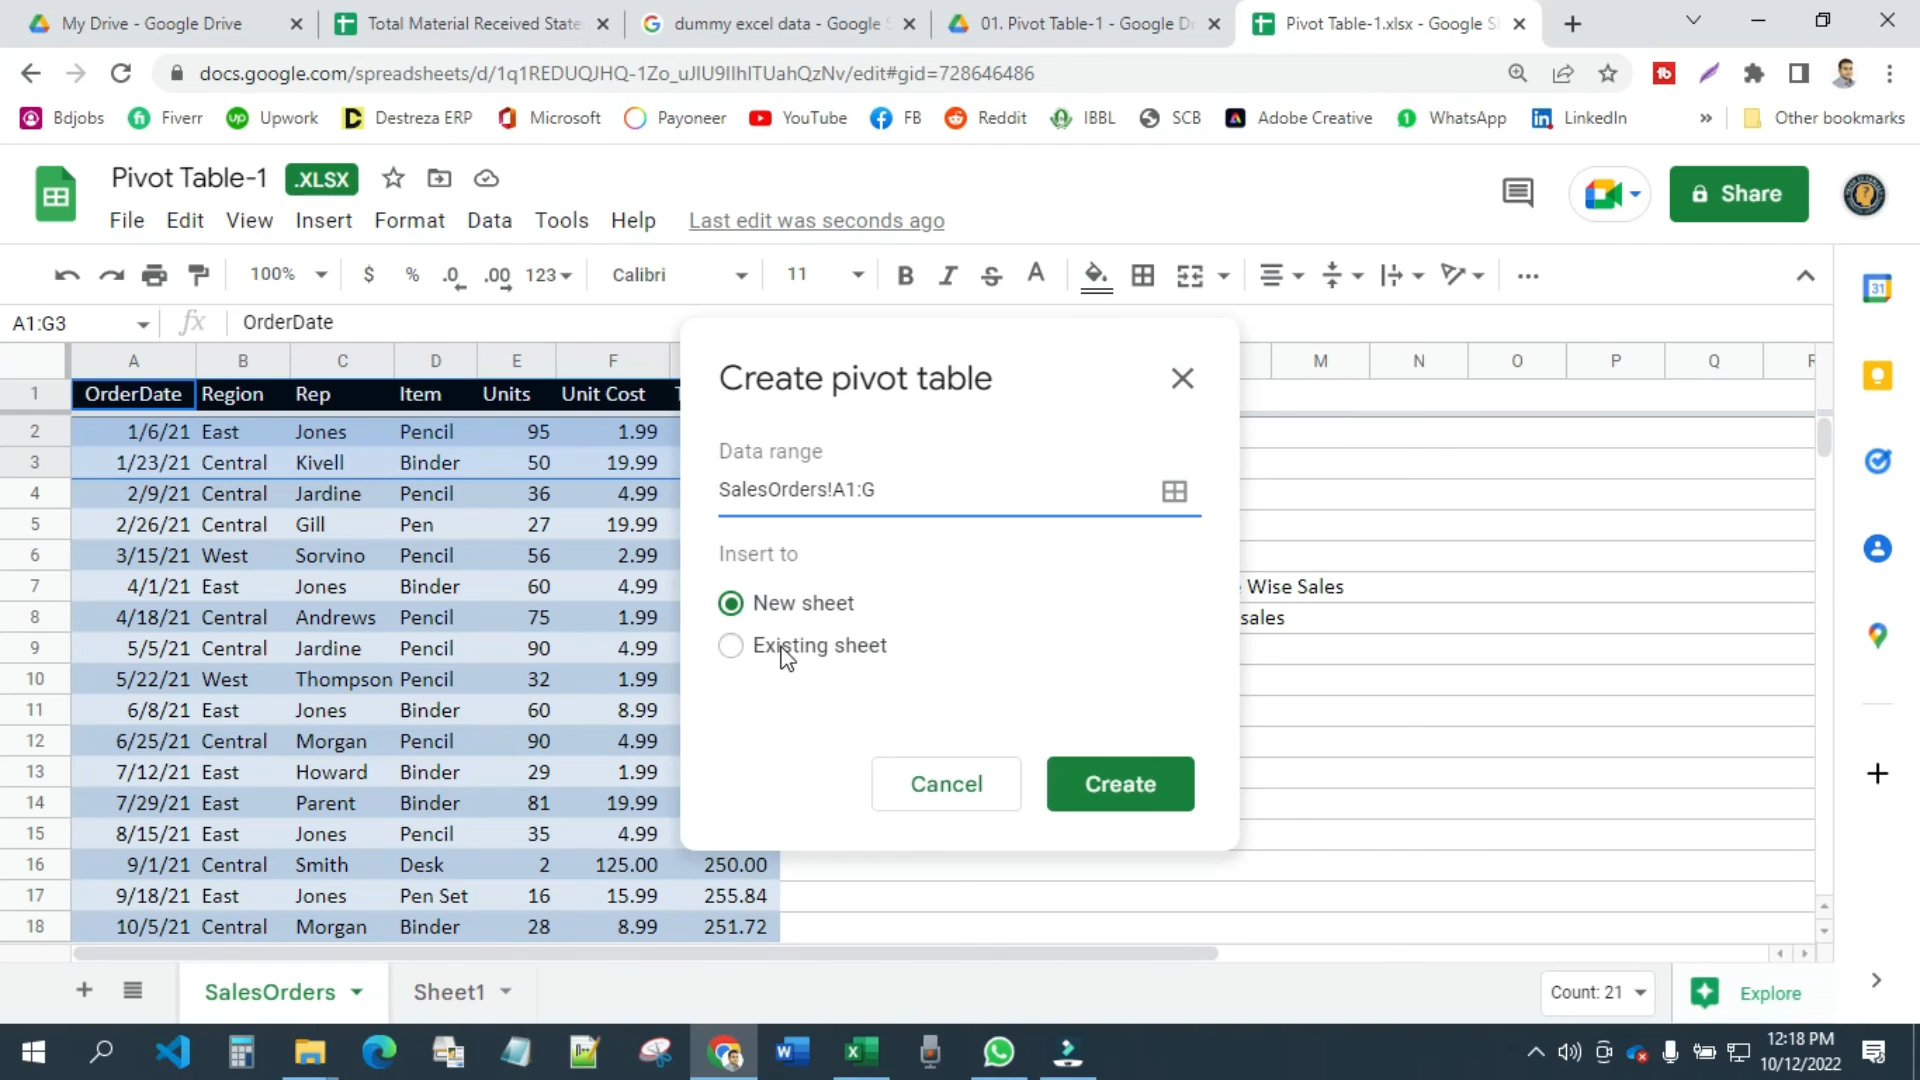 My Drive - Google Drive
Total Material Received State
dummy excel data - Google S
01. Pivot Table-1 - Google Dr
Pivot Table-1.xlsx - Google S
docs.google.com/spreadsheets/d/1q1REDUQJHQ-1Zo_uJIU9IIhITUahQzNv/edit#gid=728646486
Bdjobs Fiverr Upwork Destreza ERP Microsoft Payoneer YouTube FB Reddit IBBL SCB Adobe Creative WhatsApp LinkedIn » Other bookmarks
Pivot Table-1 .XLSX
Share
File Edit View Insert Format Data Tools Help Last edit was seconds ago
100% $ % .0 .00 123 Calibri 11 B I S A
31
A1:G3 fx OrderDate
A B C D E F M N O P Q R
1 OrderDate Region Rep Item Units Unit Cost T
2 1/6/21 East Jones Pencil 95 1.99
3 1/23/21 Central Kivell Binder 50 19.99
4 2/9/21 Central Jardine Pencil 36 4.99
5 2/26/21 Central Gill Pen 27 19.99
6 3/15/21 West Sorvino Pencil 56 2.99
7 4/1/21 East Jones Binder 60 4.99 Wise Sales
8 4/18/21 Central Andrews Pencil 75 1.99 sales
9 5/5/21 Central Jardine Pencil 90 4.99
10 5/22/21 West Thompson Pencil 32 1.99
11 6/8/21 East Jones Binder 60 8.99
12 6/25/21 Central Morgan Pencil 90 4.99
13 7/12/21 East Howard Binder 29 1.99
14 7/29/21 East Parent Binder 81 19.99
15 8/15/21 East Jones Pencil 35 4.99
16 9/1/21 Central Smith Desk 2 125.00 250.00
17 9/18/21 East Jones Pen Set 16 15.99 255.84
18 10/5/21 Central Morgan Binder 28 8.99 251.72
Create pivot table
Data range
SalesOrders!A1:G
Insert to
New sheet
Existing sheet
Cancel Create
SalesOrders Sheet1 Count: 21 Explore
12:18 PM
10/12/2022